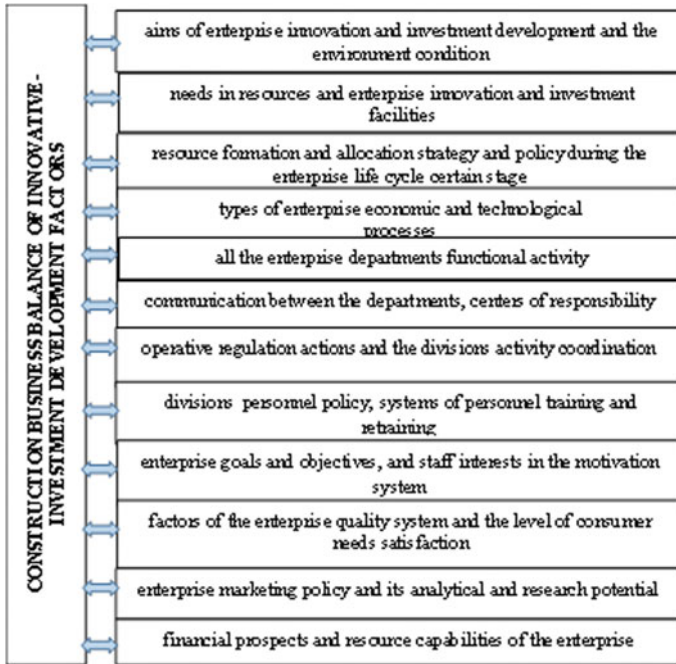 CONSTRUCTION BUSINESS BALANCE OF INNOVATIVE -
INVESTMENT DEVELOPMENT FACTORS
aims of enterprise innovation and investment development and the
environment condition
needs in resources and enterprise innovation and investment
facilities
resource formation and allocation strategy and policy during the
enterprise life cycle certain stage
types of enterprise economic and technological
processes
all the enterprise departments functional activity
communication between the departments, centers of responsibility
operative regulation actions and the divisions activity coordination
divisions personnel policy, systems of personnel training and
retraining
enterprise goals and objectives, and staff interests in the motivation
system
factors of the enterprise quality system and the level of consumer
needs satisfaction
enterprise marketing policy and its analytical and research potential
financial prospects and resource capabilities of the enterprise